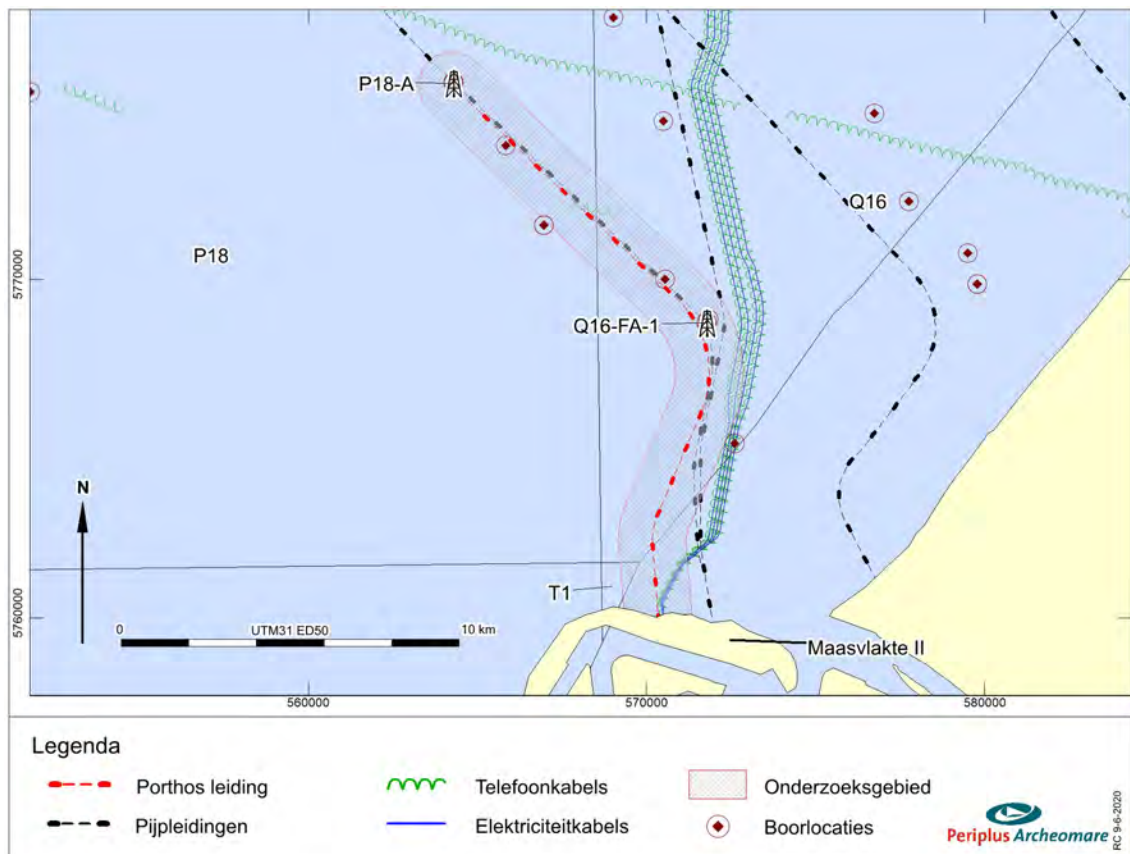 P18-A
Q16
P18
5770000
Q16-FA-1
N
T1
5760000
0
UTM31 ED50
10 km
Maasvlakte II
560000
570000
580000
Legenda
Porthos leiding
Telefoonkabels
Onderzoeksgebied
Pijpleidingen
Elektriciteitkabels
Boorlocaties
Periplus Archeomare
RC 9-6-2020